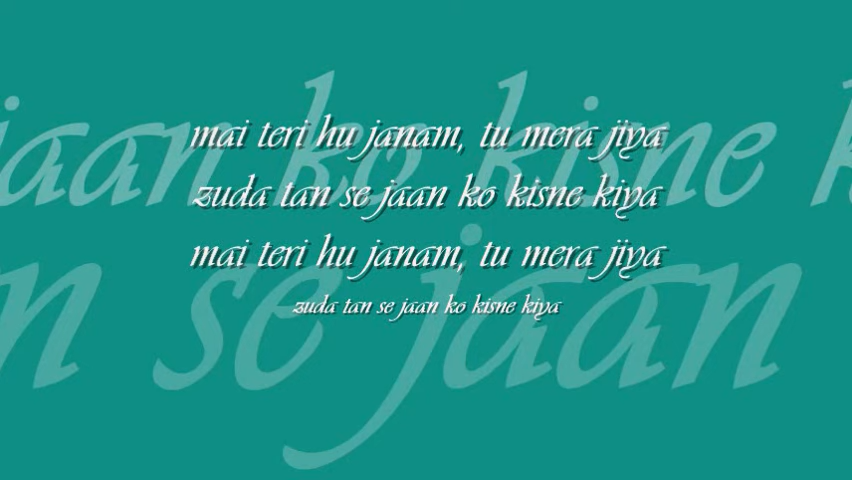 mai teri hu janam, tu mera jiya
zuda tan se jaan ko kisne kiya
mai teri hu janam, tu mera jiya
zuda tan se jaan ko kisne kiya
jaan ko kisne
se jaan